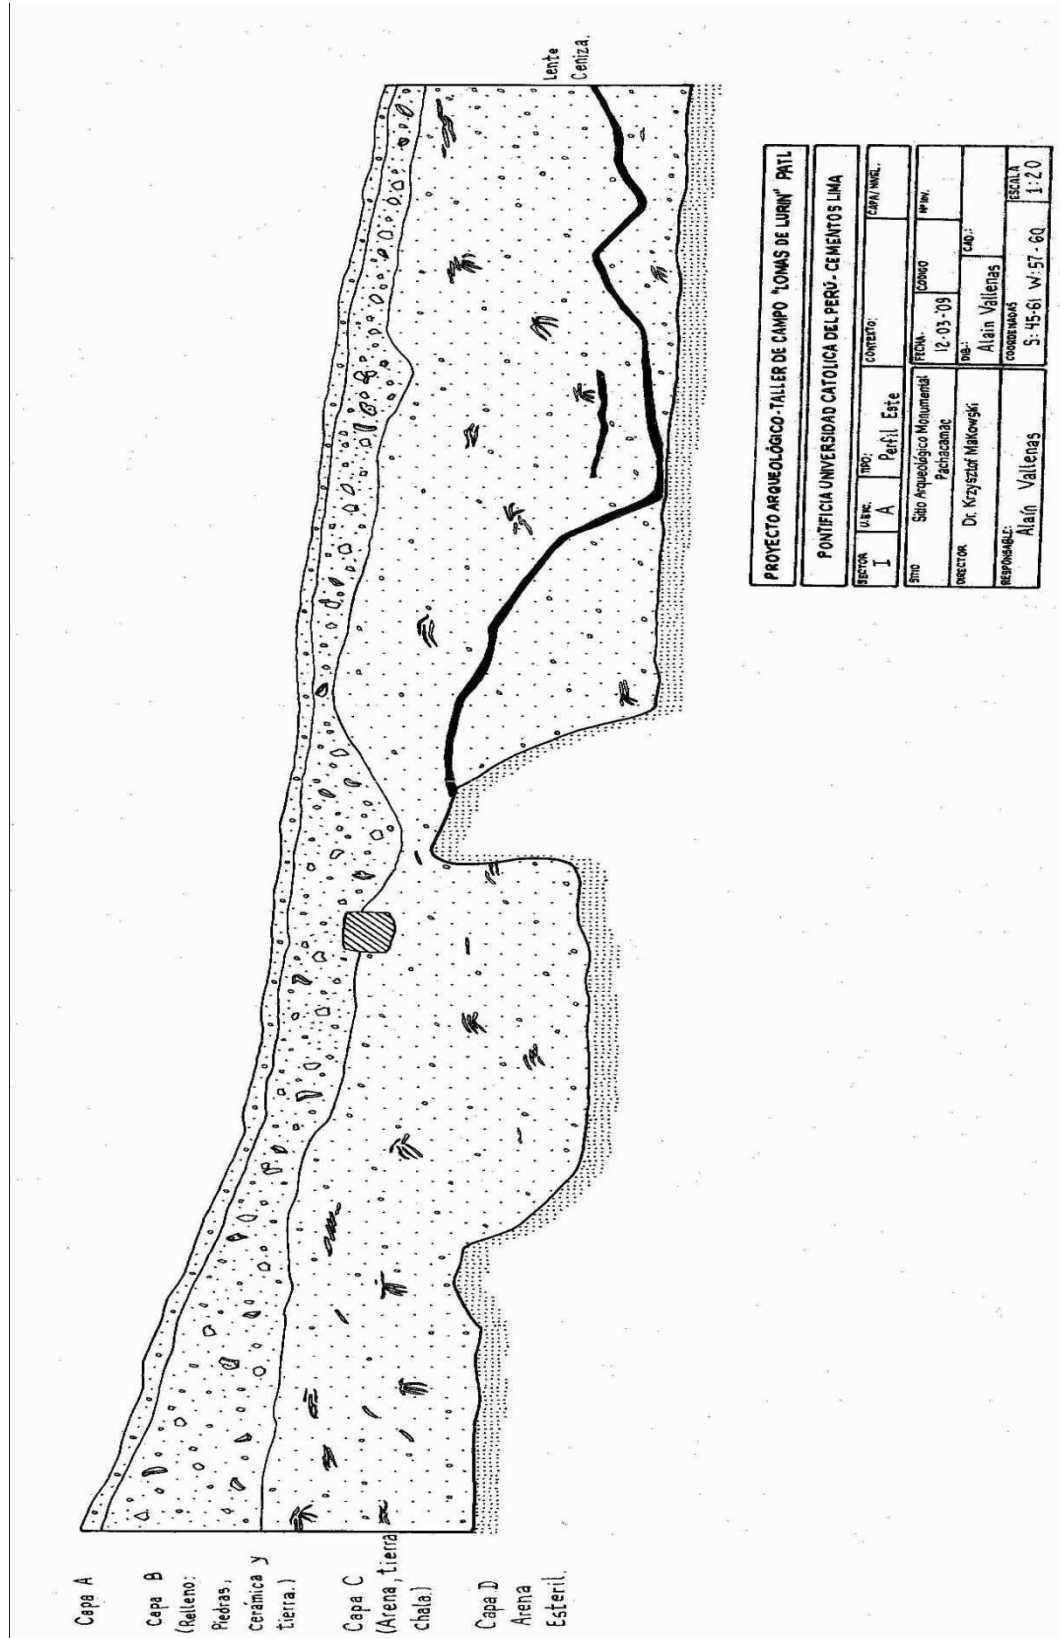 Capa A
Capa B
(Relleno:
Piedras,
cerámica y
tierra.)
Capa C
(Arena, tierra
chala.)
Capa D
Arena
Esteril.
Lente
Ceniza.
PROYECTO ARQUEOLÓGICO-TALLER DE CAMPO "LOMAS DE LURIN" PATL
PONTIFICIA UNIVERSIDAD CATOLICA DEL PERÚ-CEMENTOS LIMA
SECTOR
I
A
TIPO:
Perfil Este
CONTEXTO:
CAPA/NIVEL.
SITIO
Sitio Arqueológico Monumental
Pachacamac
FECHA.
12-03-09
CODIGO
Nº INV.
DIRECTOR
Dr. Krzysztof Makowski
DIB.:
Alain Vallenas
CAD.:
RESPONSABLE:
Alain Vallenas
COORDENADAS
S: 45-61 W: 57-60
ESCALA
1:20